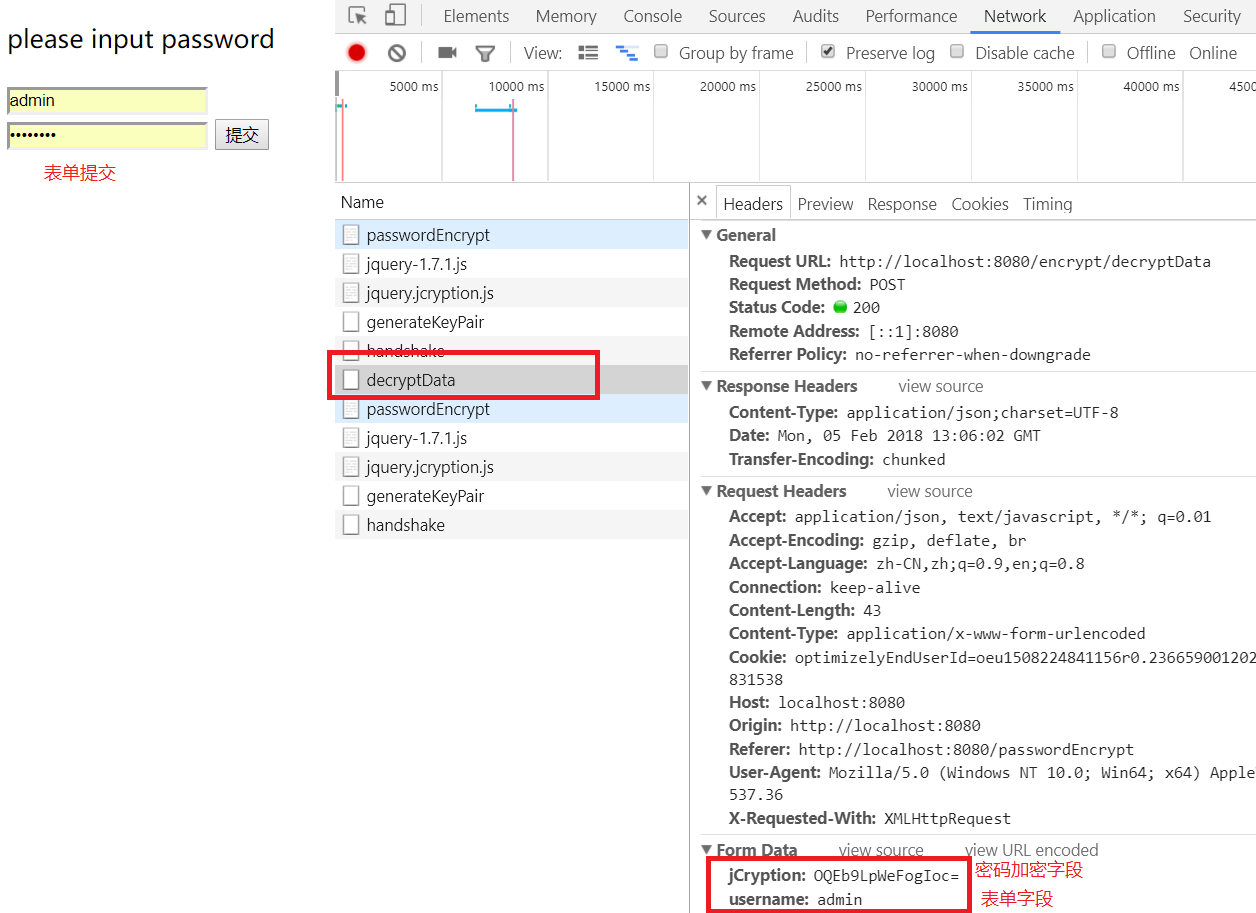 please input password
admin
••••••••
提交
表单提交
Elements Memory Console Sources Audits Performance Network Application Security
View: Group by frame Preserve log Disable cache Offline Online
5000 ms 10000 ms 15000 ms 20000 ms 25000 ms 30000 ms 35000 ms 40000 ms 4500
Name
passwordEncrypt
jquery-1.7.1.js
jquery.jcryption.js
generateKeyPair
handshake
decryptData
passwordEncrypt
jquery-1.7.1.js
jquery.jcryption.js
generateKeyPair
handshake
× Headers Preview Response Cookies Timing
General
Request URL: http://localhost:8080/encrypt/decryptData
Request Method: POST
Status Code: 200
Remote Address: [::1]:8080
Referrer Policy: no-referrer-when-downgrade
Response Headers view source
Content-Type: application/json;charset=UTF-8
Date: Mon, 05 Feb 2018 13:06:02 GMT
Transfer-Encoding: chunked
Request Headers view source
Accept: application/json, text/javascript, */*; q=0.01
Accept-Encoding: gzip, deflate, br
Accept-Language: zh-CN,zh;q=0.9,en;q=0.8
Connection: keep-alive
Content-Length: 43
Content-Type: application/x-www-form-urlencoded
Cookie: optimizelyEndUserId=oeu1508224841156r0.236659001202
831538
Host: localhost:8080
Origin: http://localhost:8080
Referer: http://localhost:8080/passwordEncrypt
User-Agent: Mozilla/5.0 (Windows NT 10.0; Win64; x64) Apple
537.36
X-Requested-With: XMLHttpRequest
Form Data view source view URL encoded
jCryption: OQEb9LpWeFogIoc= 密码加密字段
username: admin 表单字段